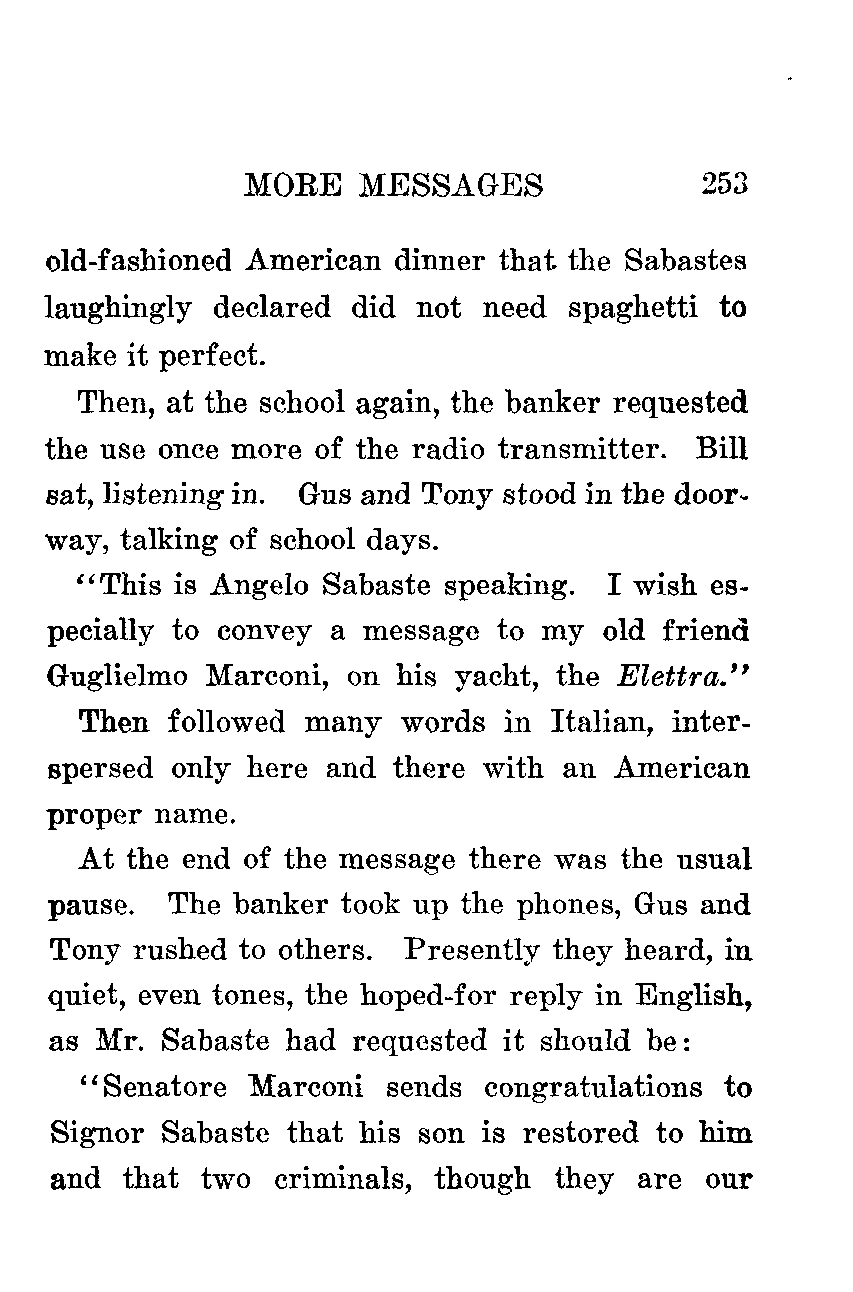 MORE MESSAGES 253
old-fashioned American dinner that the Sabastes
laughingly declared did not need spaghetti to
make it perfect.
Then, at the school again, the banker requested
the use once more of the radio transmitter. Bill
sat, listening in. Gus and Tony stood in the door-
way, talking of school days.
“This is Angelo Sabaste speaking. I wish es-
pecially to convey a message to my old friend
Guglielmo Marconi, on his yacht, the Elettra.”
Then followed many words in Italian, inter-
spersed only here and there with an American
proper name.
At the end of the message there was the usual
pause. The banker took up the phones, Gus and
Tony rushed to others. Presently they heard, in
quiet, even tones, the hoped-for reply in English,
as Mr. Sabaste had requested it should be:
“Senatore Marconi sends congratulations to
Signor Sabaste that his son is restored to him
and that two criminals, though they are our